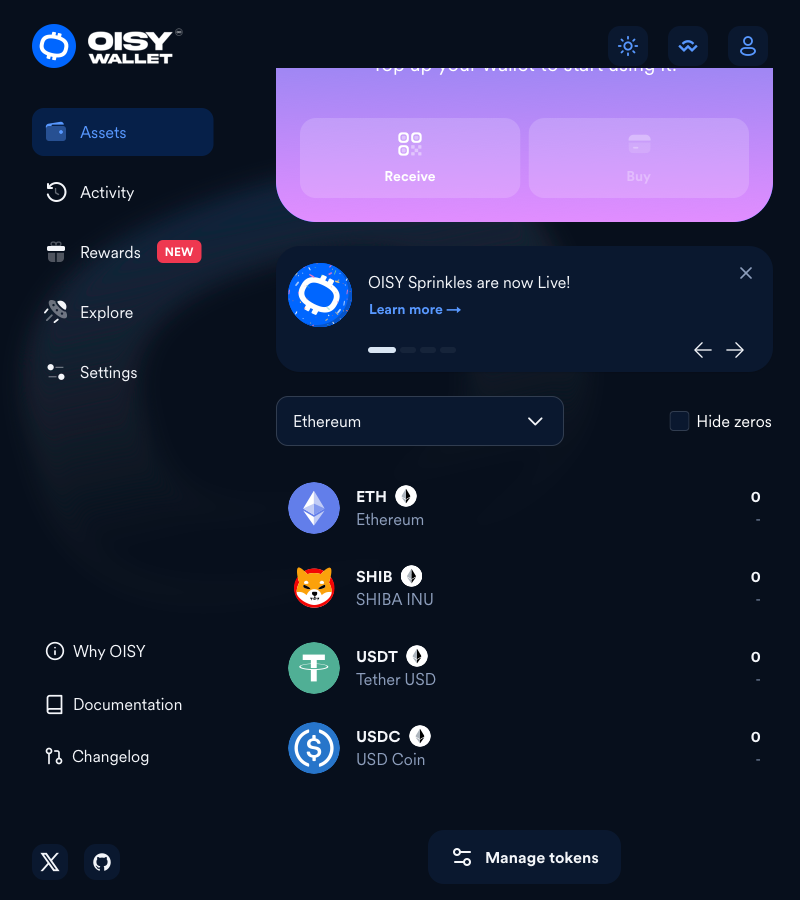 OISY
WALLET
Top up your wallet to start using it!
Assets
Receive
Buy
Activity
Rewards NEW
OISY Sprinkles are now Live!
Learn more →
Explore
Settings
Ethereum
Hide zeros
ETH 0
Ethereum -
SHIB 0
SHIBA INU -
USDT 0
Tether USD -
USDC 0
USD Coin -
Why OISY
Documentation
Changelog
Manage tokens